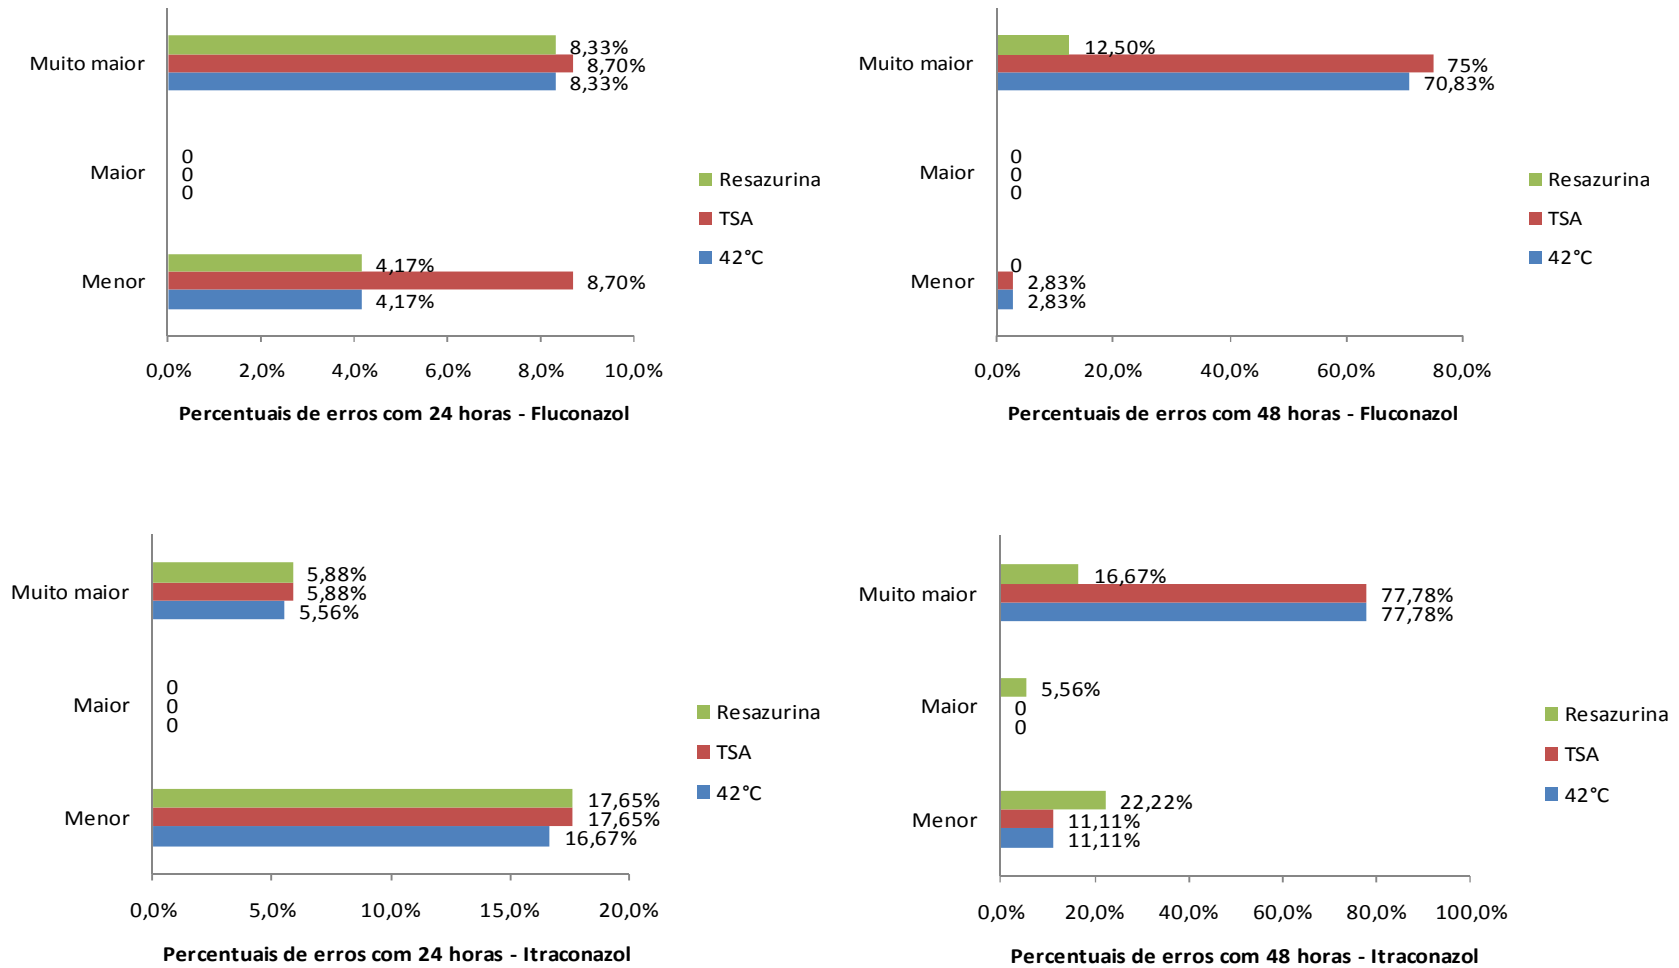 Muito maior
8,33%
8,70%
8,33%
Maior
0
0
0
Menor
4,17%
8,70%
4,17%
0,0% 2,0% 4,0% 6,0% 8,0% 10,0%
Percentuais de erros com 24 horas - Fluconazol
Resazurina
TSA
42°C
Muito maior
12,50%
75%
70,83%
Maior
0
0
0
Menor
0
2,83%
2,83%
0,0% 20,0% 40,0% 60,0% 80,0%
Percentuais de erros com 48 horas - Fluconazol
Resazurina
TSA
42°C
Muito maior
5,88%
5,88%
5,56%
Maior
0
0
0
Menor
17,65%
17,65%
16,67%
0,0% 5,0% 10,0% 15,0% 20,0%
Percentuais de erros com 24 horas - Itraconazol
Resazurina
TSA
42°C
Muito maior
16,67%
77,78%
77,78%
Maior
5,56%
0
0
Menor
22,22%
11,11%
11,11%
0,0% 20,0% 40,0% 60,0% 80,0% 100,0%
Percentuais de erros com 48 horas - Itraconazol
Resazurina
TSA
42°C